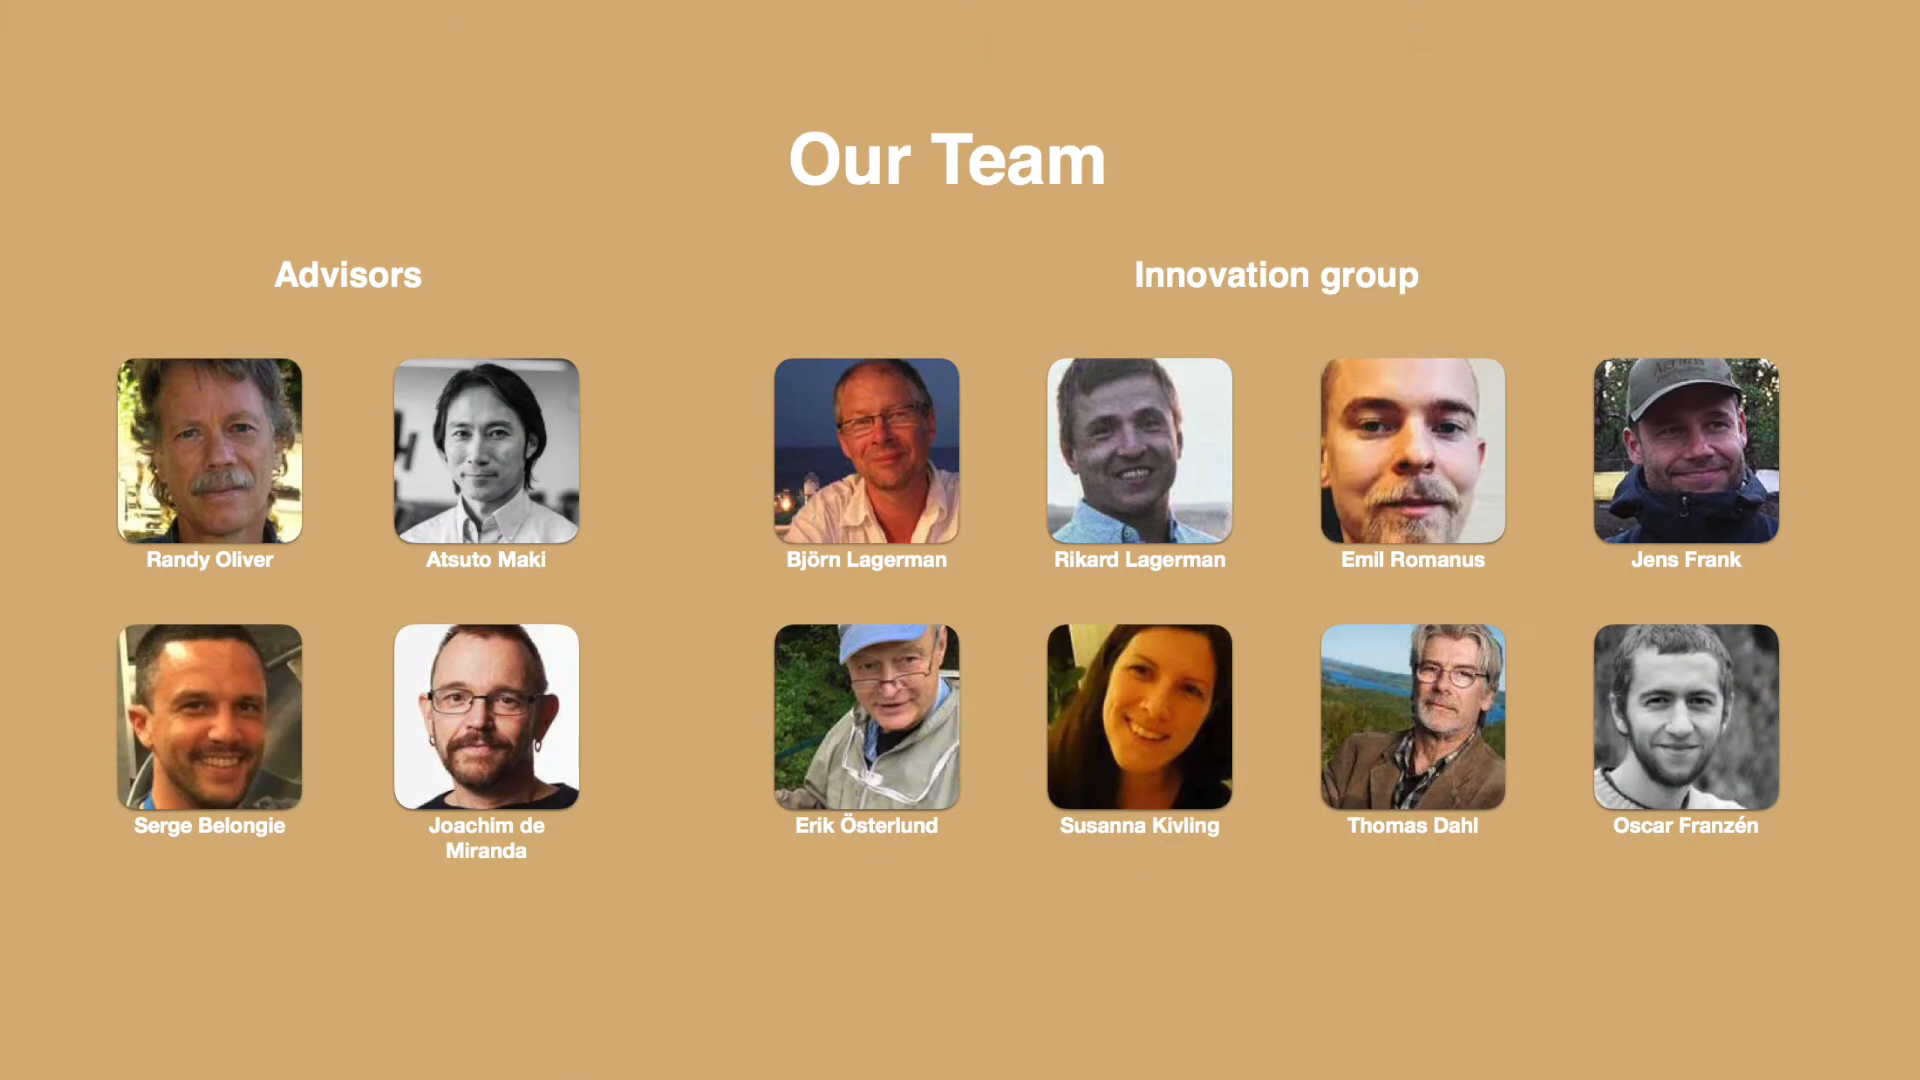 Our Team
Advisors
Innovation group
Randy Oliver
Atsuto Maki
Björn Lagerman
Rikard Lagerman
Emil Romanus
Jens Frank
Serge Belongie
Joachim de
Miranda
Erik Österlund
Susanna Kivling
Thomas Dahl
Oscar Franzén